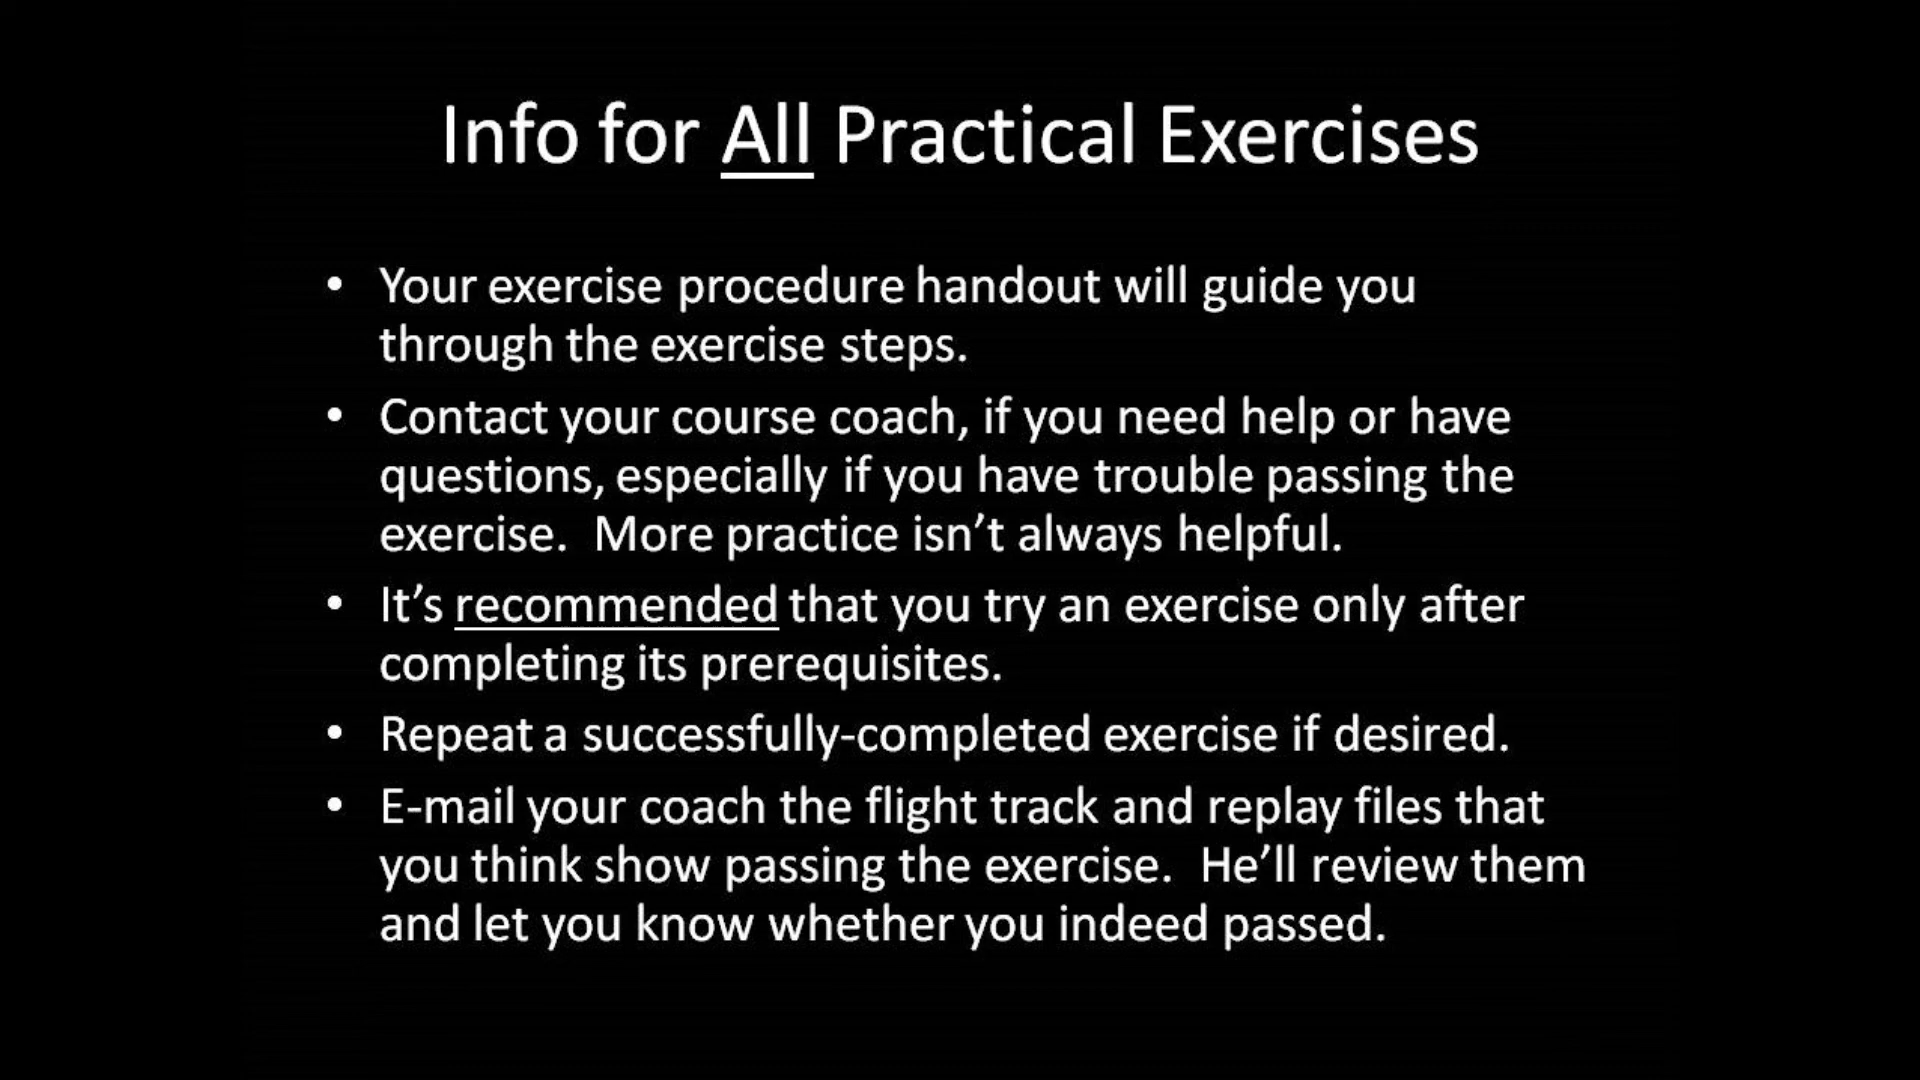 Info for All Practical Exercises
• Your exercise procedure handout will guide you
through the exercise steps.
• Contact your course coach, if you need help or have
questions, especially if you have trouble passing the
exercise.  More practice isn’t always helpful.
• It’s recommended that you try an exercise only after
completing its prerequisites.
• Repeat a successfully-completed exercise if desired.
• E-mail your coach the flight track and replay files that
you think show passing the exercise.  He’ll review them
and let you know whether you indeed passed.